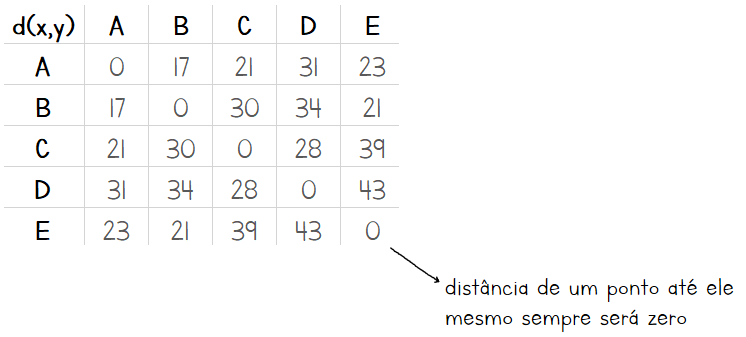 d(x,y) A B C D E
A 0 17 21 31 23
B 17 0 30 34 21
C 21 30 0 28 39
D 31 34 28 0 43
E 23 21 39 43 0
distância de um ponto até ele
mesmo sempre será zero